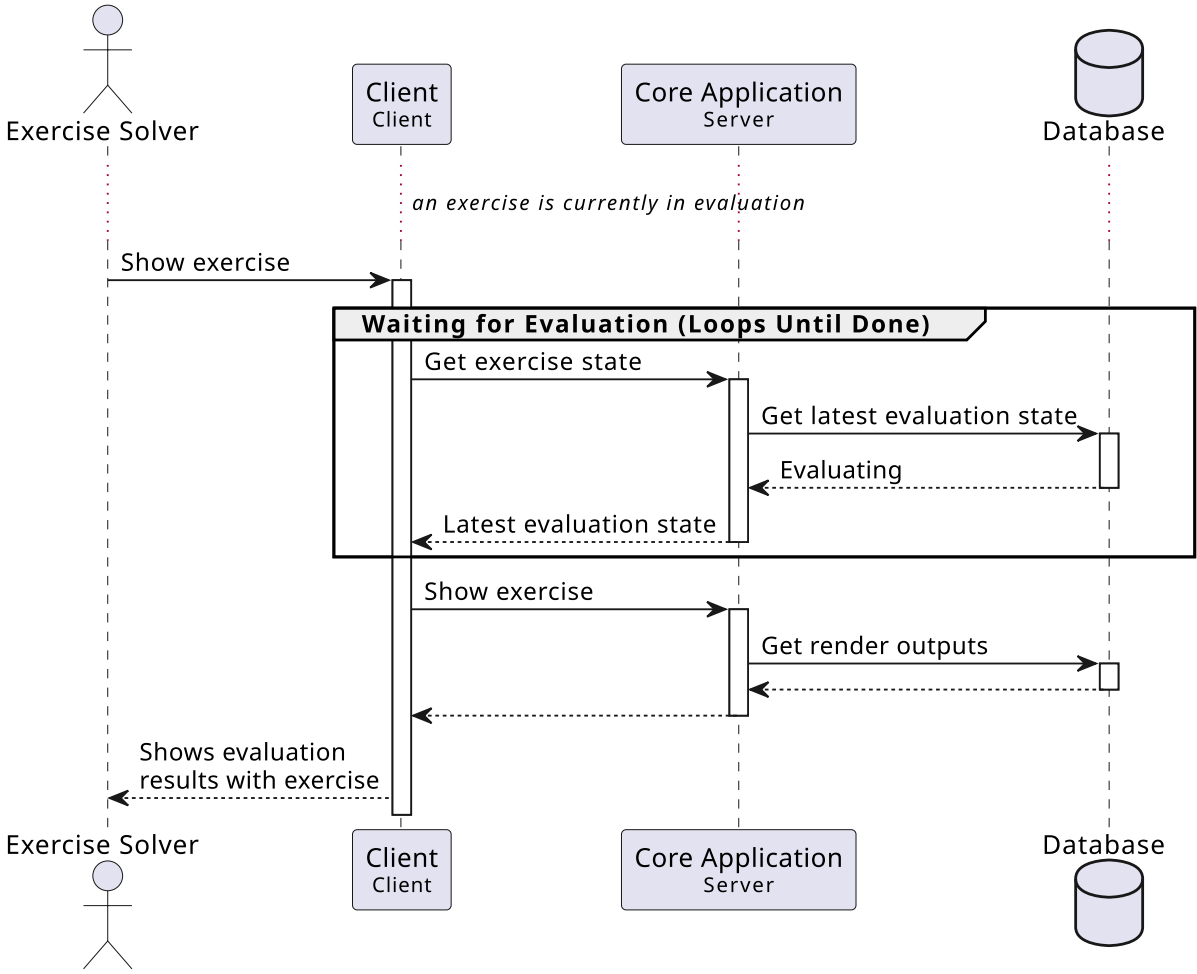 Exercise Solver
Client
Client
Core Application
Server
Database
an exercise is currently in evaluation
Show exercise
Waiting for Evaluation (Loops Until Done)
Get exercise state
Get latest evaluation state
Evaluating
Latest evaluation state
Show exercise
Get render outputs
Shows evaluation
results with exercise
Exercise Solver
Client
Client
Core Application
Server
Database